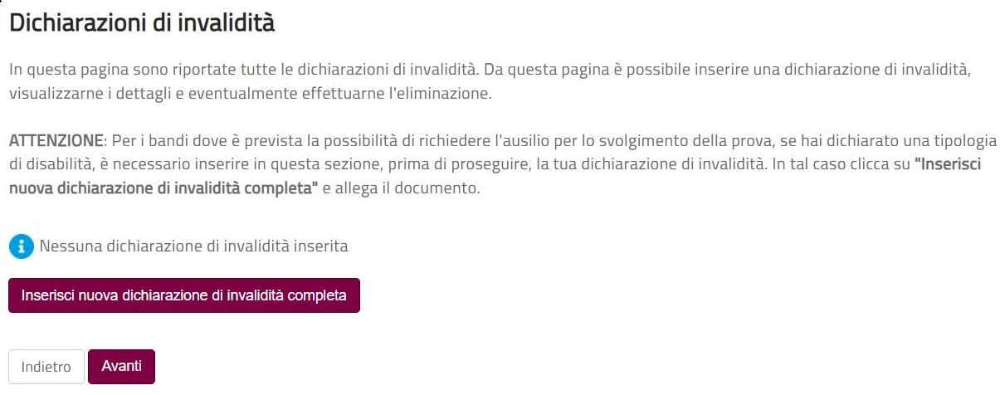 Dichiarazioni di invalidità
In questa pagina sono riportate tutte le dichiarazioni di invalidità. Da questa pagina è possibile inserire una dichiarazione di invalidità,
visualizzarne i dettagli e eventualmente effettuarne l'eliminazione.
ATTENZIONE: Per i bandi dove è prevista la possibilità di richiedere l'ausilio per lo svolgimento della prova, se hai dichiarato una tipologia
di disabilità, è necessario inserire in questa sezione, prima di proseguire, la tua dichiarazione di invalidità. In tal caso clicca su "Inserisci
nuova dichiarazione di invalidità completa" e allega il documento.
Nessuna dichiarazione di invalidità inserita
Inserisci nuova dichiarazione di invalidità completa
Indietro Avanti